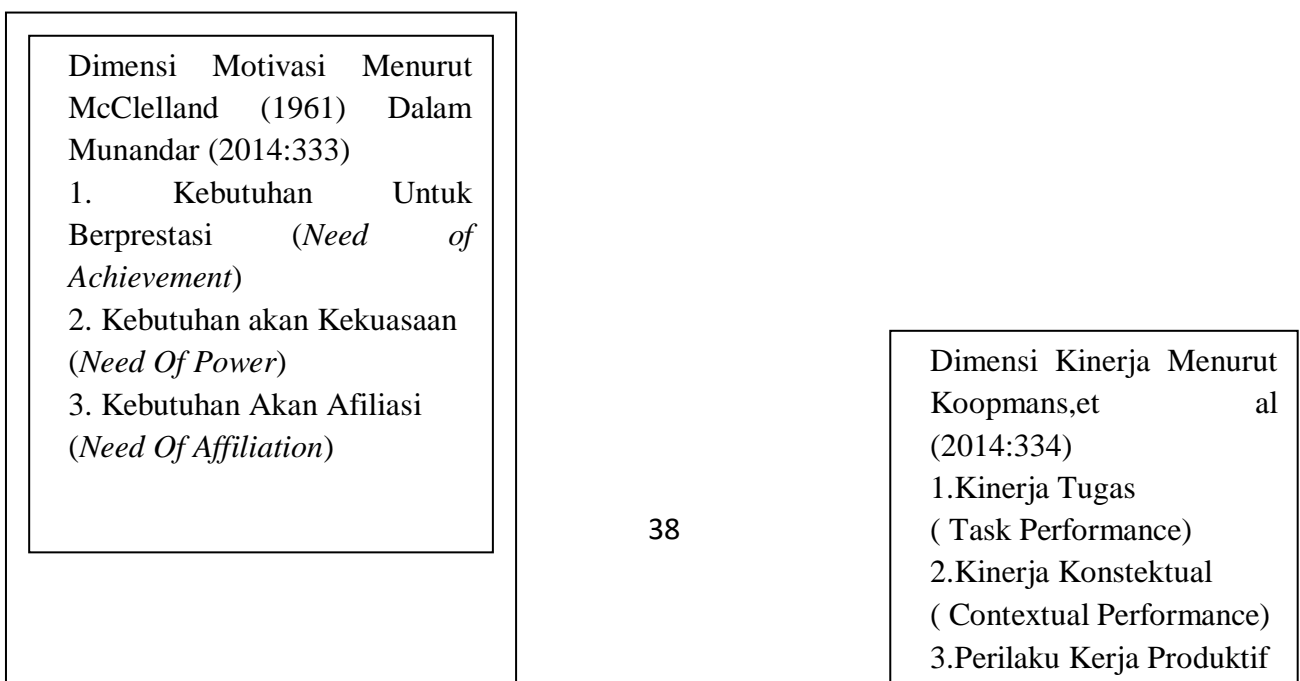 Dimensi Motivasi Menurut
McClelland (1961) Dalam
Munandar (2014:333)
1. Kebutuhan Untuk
Berprestasi (Need of
Achievement)
2. Kebutuhan akan Kekuasaan
(Need Of Power)
3. Kebutuhan Akan Afiliasi
(Need Of Affiliation)
38
Dimensi Kinerja Menurut
Koopmans,et al
(2014:334)
1.Kinerja Tugas
( Task Performance)
2.Kinerja Konstektual
( Contextual Performance)
3.Perilaku Kerja Produktif